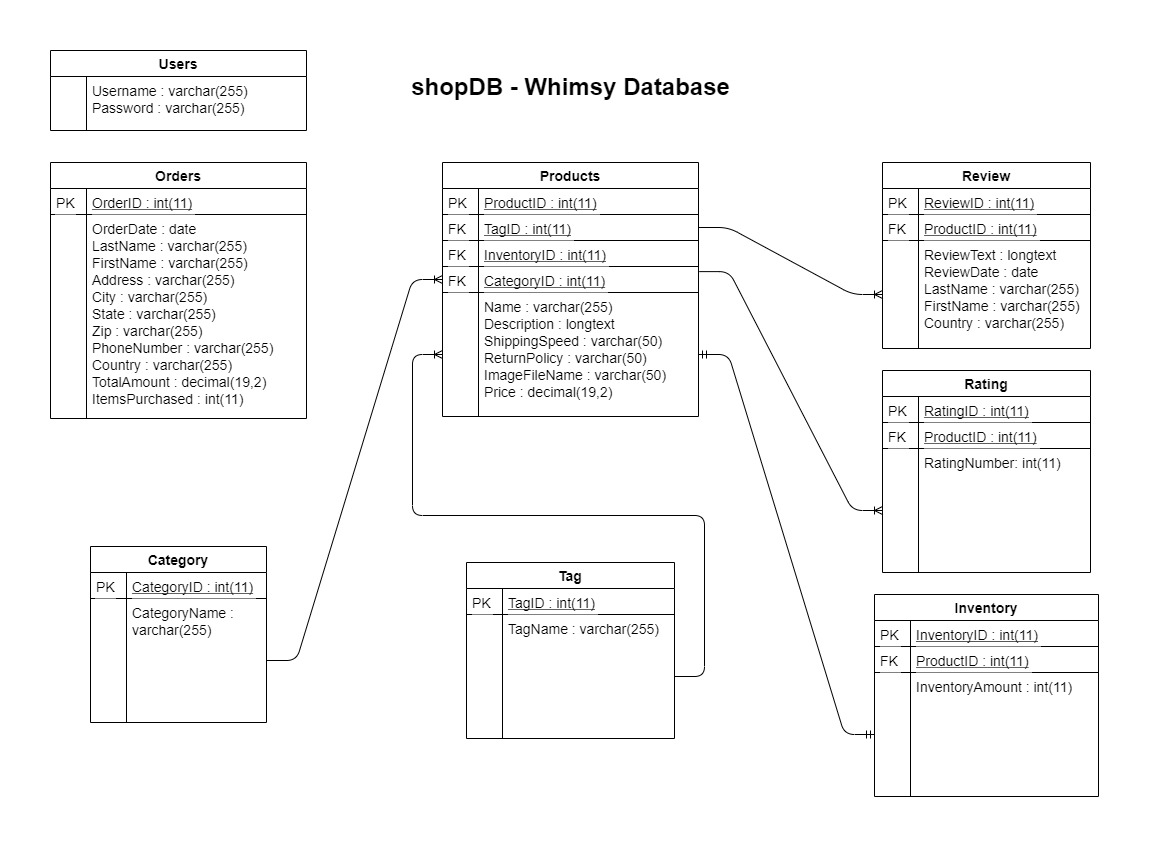 shopDB - Whimsy Database
Users
Username : varchar(255)
Password : varchar(255)
Orders
PK OrderID : int(11)
OrderDate : date
LastName : varchar(255)
FirstName : varchar(255)
Address : varchar(255)
City : varchar(255)
State : varchar(255)
Zip : varchar(255)
PhoneNumber : varchar(255)
Country : varchar(255)
TotalAmount : decimal(19,2)
ItemsPurchased : int(11)
Products
PK ProductID : int(11)
FK TagID : int(11)
FK InventoryID : int(11)
FK CategoryID : int(11)
Name : varchar(255)
Description : longtext
ShippingSpeed : varchar(50)
ReturnPolicy : varchar(50)
ImageFileName : varchar(50)
Price : decimal(19,2)
Review
PK ReviewID : int(11)
FK ProductID : int(11)
ReviewText : longtext
ReviewDate : date
LastName : varchar(255)
FirstName : varchar(255)
Country : varchar(255)
Rating
PK RatingID : int(11)
FK ProductID : int(11)
RatingNumber: int(11)
Category
PK CategoryID : int(11)
CategoryName :
varchar(255)
Tag
PK TagID : int(11)
TagName : varchar(255)
Inventory
PK InventoryID : int(11)
FK ProductID : int(11)
InventoryAmount : int(11)